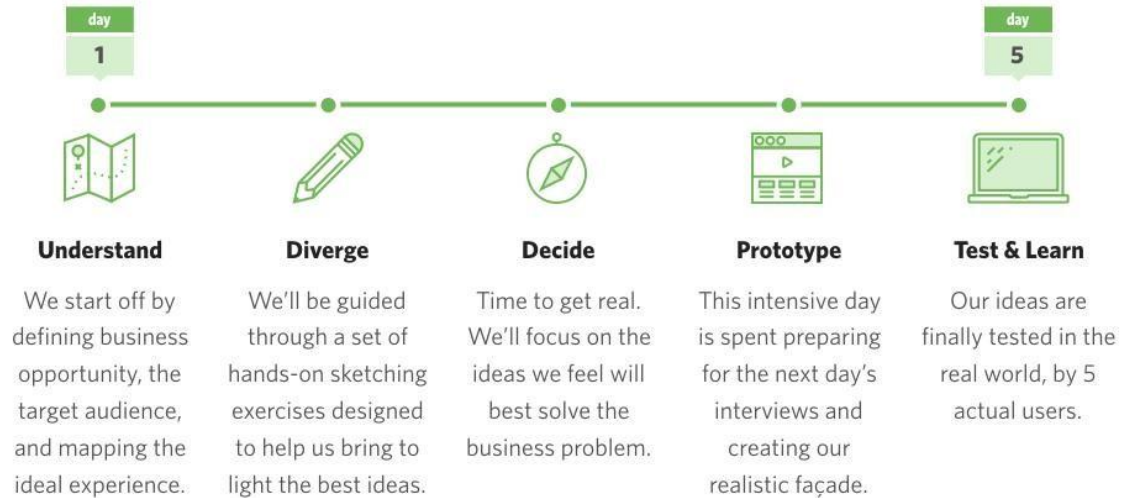 day
1
day
5
Understand
We start off by
defining business
opportunity, the
target audience,
and mapping the
ideal experience.
Diverge
We'll be guided
through a set of
hands-on sketching
exercises designed
to help us bring to
light the best ideas.
Decide
Time to get real.
We'll focus on the
ideas we feel will
best solve the
business problem.
Prototype
This intensive day
is spent preparing
for the next day's
interviews and
creating our
realistic façade.
Test & Learn
Our ideas are
finally tested in the
real world, by 5
actual users.